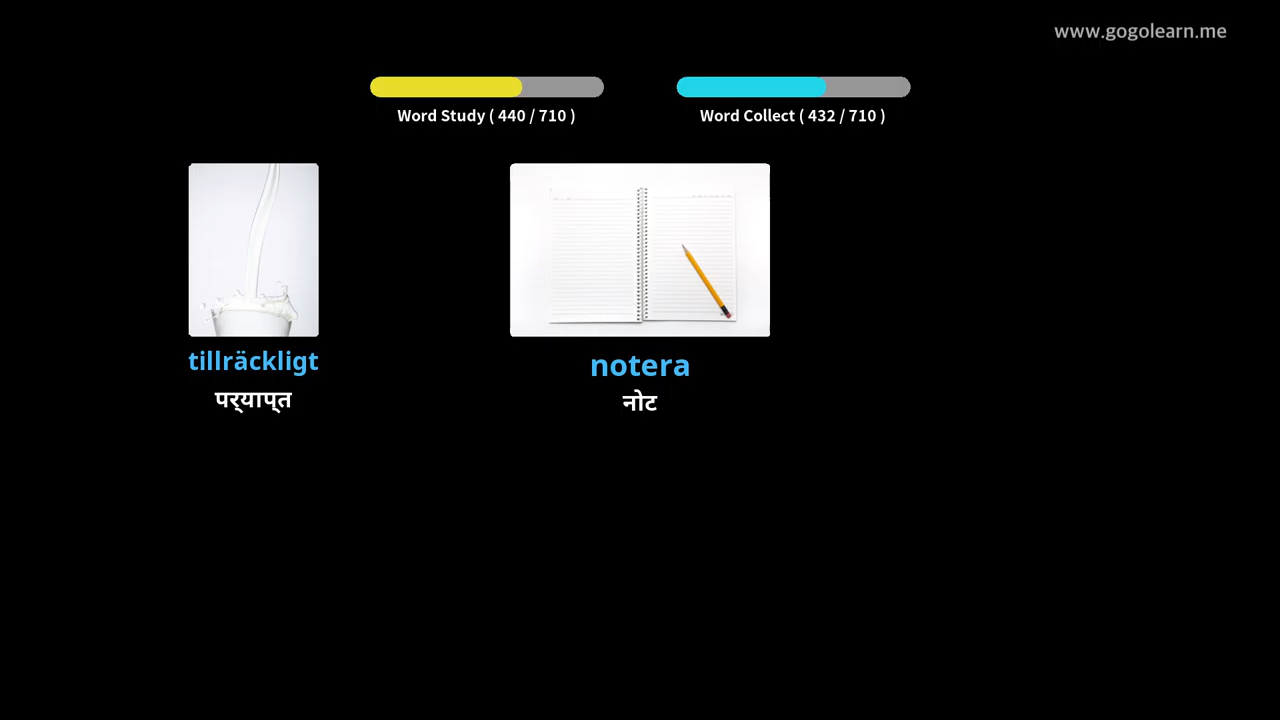 www.gogolearn.me
Word Study ( 440 / 710 )
Word Collect ( 432 / 710 )
tillräckligt
पर्याप्त
notera
नोट